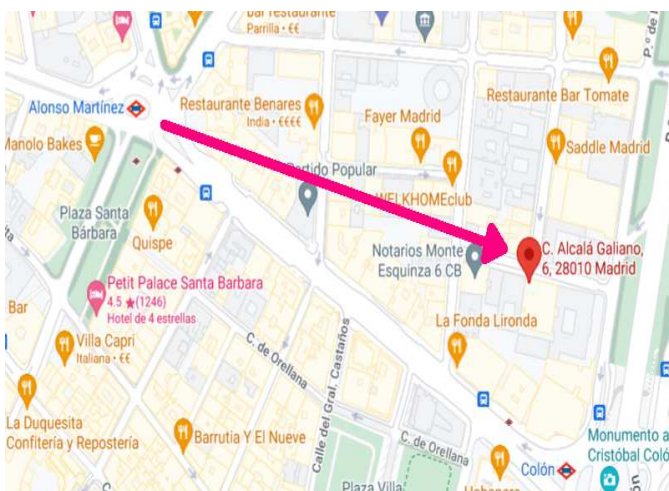 Bar restaurante
Parrilla • €€
P.º de l
Alonso Martínez
Restaurante Benares
India • €€€€
Fayer Madrid
Restaurante Bar Tomate
Manolo Bakes
Saddle Madrid
Partido Popular
WELKHOMEclub
Plaza Santa
Bárbara
Quispe
Notarios Monte
Esquinza 6 CB
C. Alcalá Galiano,
6, 28010 Madrid
Petit Palace Santa Barbara
4.5 ★(1246)
Hotel de 4 estrellas
Bar
Villa Capri
Italiana • €€
La Fonda Lironda
C. de Orellana
Calle del Gral. Castaños
La Duquesita
Confitería y Repostería
Barrutia Y El Nueve
C. de Orellana
Monumento a
Cristóbal Coló
Colón
Plaza Villa
ón